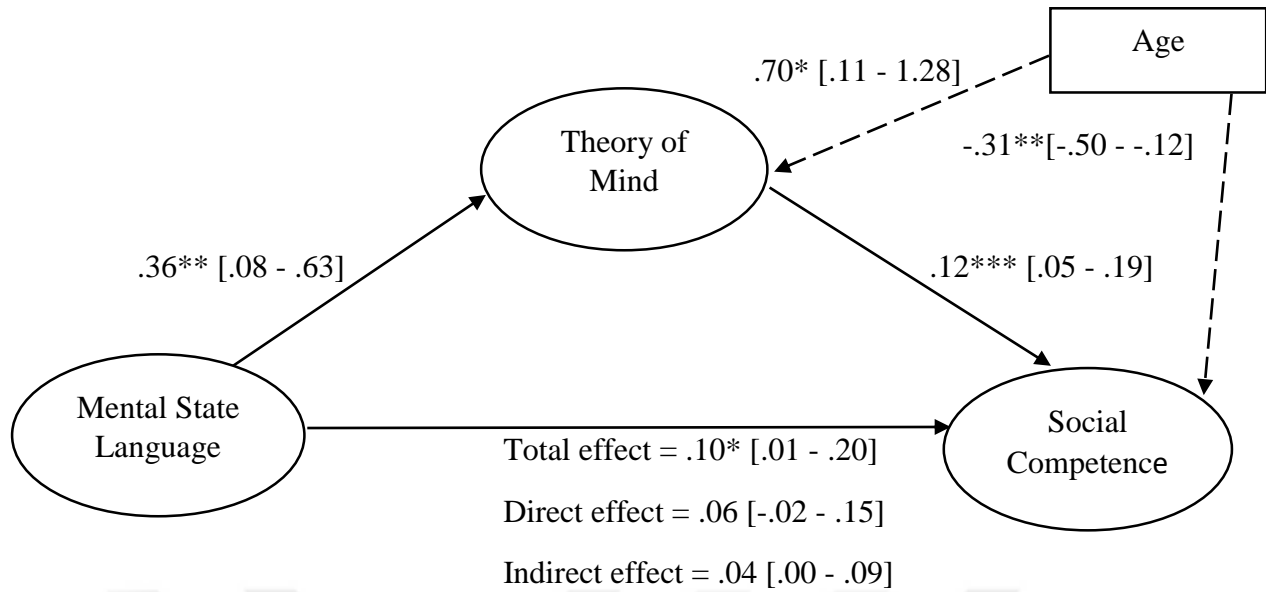 Age
.70* [.11 - 1.28]
Theory of
Mind
-.31**[-.50 - -.12]
.36** [.08 - .63]
.12*** [.05 - .19]
Mental State
Language
Social
Competence
Total effect = .10* [.01 - .20]
Direct effect = .06 [-.02 - .15]
Indirect effect = .04 [.00 - .09]